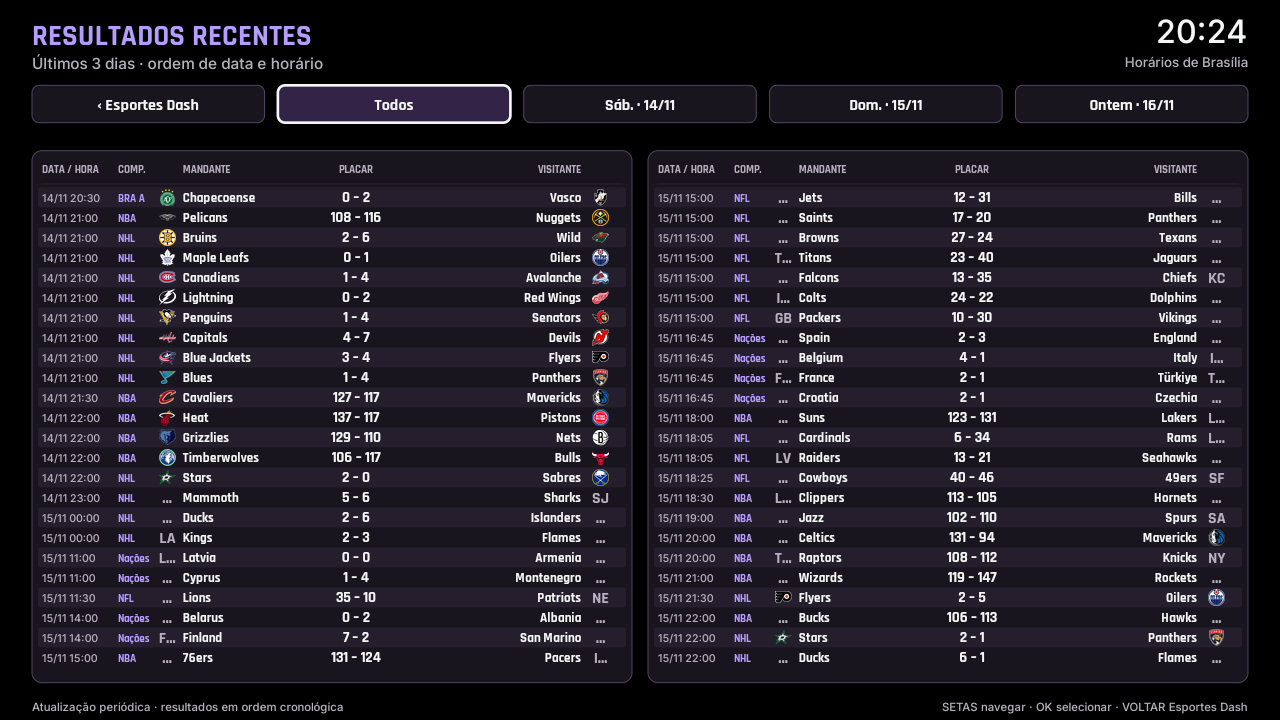 RESULTADOS RECENTES
Últimos 3 dias · ordem de data e horário
20:24
Horários de Brasília
‹ Esportes Dash
Todos
Sáb. · 14/11
Dom. · 15/11
Ontem · 16/11
DATA / HORA COMP. MANDANTE PLACAR VISITANTE
14/11 20:30 BRA A Chapecoense 0 – 2 Vasco
14/11 21:00 NBA Pelicans 108 – 116 Nuggets
14/11 21:00 NHL Bruins 2 – 6 Wild
14/11 21:00 NHL Maple Leafs 0 – 1 Oilers
14/11 21:00 NHL Canadiens 1 – 4 Avalanche
14/11 21:00 NHL Lightning 0 – 2 Red Wings
14/11 21:00 NHL Penguins 1 – 4 Senators
14/11 21:00 NHL Capitals 4 – 7 Devils
14/11 21:00 NHL Blue Jackets 3 – 4 Flyers
14/11 21:00 NHL Blues 1 – 4 Panthers
14/11 21:30 NBA Cavaliers 127 – 117 Mavericks
14/11 22:00 NBA Heat 137 – 117 Pistons
14/11 22:00 NBA Grizzlies 129 – 110 Nets
14/11 22:00 NBA Timberwolves 106 – 117 Bulls
14/11 22:00 NHL Stars 2 – 0 Sabres
14/11 23:00 NHL ... Mammoth 5 – 6 Sharks SJ
15/11 00:00 NHL ... Ducks 2 – 6 Islanders ...
15/11 00:00 NHL LA Kings 2 – 3 Flames ...
15/11 11:00 Nações L... Latvia 0 – 0 Armenia ...
15/11 11:00 Nações ... Cyprus 1 – 4 Montenegro ...
15/11 11:30 NFL ... Lions 35 – 10 Patriots NE
15/11 14:00 Nações ... Belarus 0 – 2 Albania ...
15/11 14:00 Nações F... Finland 7 – 2 San Marino ...
15/11 15:00 NBA ... 76ers 131 – 124 Pacers I...
DATA / HORA COMP. MANDANTE PLACAR VISITANTE
15/11 15:00 NFL ... Jets 12 – 31 Bills ...
15/11 15:00 NFL ... Saints 17 – 20 Panthers ...
15/11 15:00 NFL ... Browns 27 – 24 Texans ...
15/11 15:00 NFL T... Titans 23 – 40 Jaguars ...
15/11 15:00 NFL ... Falcons 13 – 35 Chiefs KC
15/11 15:00 NFL I... Colts 24 – 22 Dolphins ...
15/11 15:00 NFL GB Packers 10 – 30 Vikings ...
15/11 16:45 Nações ... Spain 2 – 3 England ...
15/11 16:45 Nações ... Belgium 4 – 1 Italy I...
15/11 16:45 Nações F... France 2 – 1 Türkiye T...
15/11 16:45 Nações ... Croatia 2 – 1 Czechia ...
15/11 18:00 NBA ... Suns 123 – 131 Lakers L...
15/11 18:05 NFL ... Cardinals 6 – 34 Rams L...
15/11 18:05 NFL LV Raiders 13 – 21 Seahawks ...
15/11 18:25 NFL ... Cowboys 40 – 46 49ers SF
15/11 18:30 NBA L... Clippers 113 – 105 Hornets ...
15/11 19:00 NBA ... Jazz 102 – 110 Spurs SA
15/11 20:00 NBA ... Celtics 131 – 94 Mavericks
15/11 20:00 NBA T... Raptors 108 – 112 Knicks NY
15/11 21:00 NBA ... Wizards 119 – 147 Rockets ...
15/11 21:30 NHL Flyers 2 – 5 Oilers
15/11 22:00 NBA ... Bucks 106 – 113 Hawks ...
15/11 22:00 NHL Stars 2 – 1 Panthers
15/11 22:00 NHL ... Ducks 6 – 1 Flames ...
Atualização periódica · resultados em ordem cronológica
SETAS navegar · OK selecionar · VOLTAR Esportes Dash